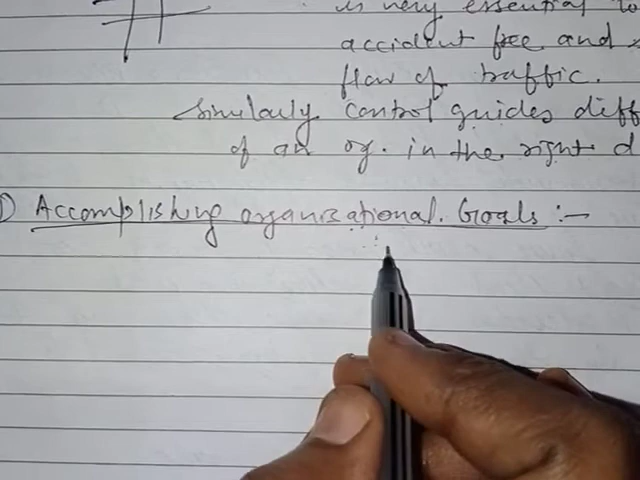 is very essential to
accident free and s
flow of traffic.
Similarly control guides diff
of an og. in the right d
) Accomplishing organizational. Goals :-